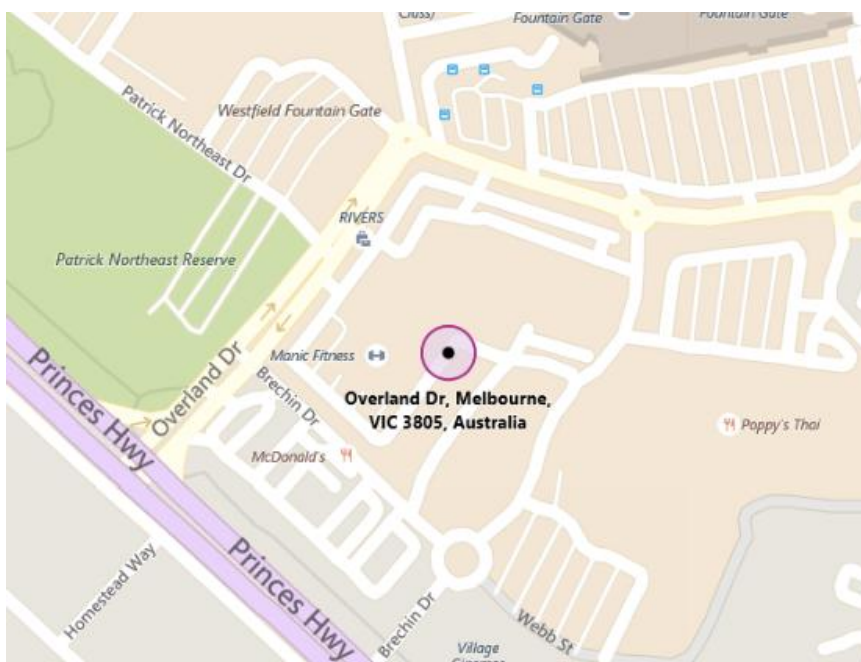 Class)
Fountain Gate
Fountain Gate
Patrick Northeast Dr
Westfield Fountain Gate
RIVERS
Patrick Northeast Reserve
Overland Dr
Manic Fitness
Overland Dr, Melbourne,
VIC 3805, Australia
Brechin Dr
Poppy's Thai
McDonald's
Princes Hwy
Princes Hwy
Homestead Way
Brechin Dr
Webb St
Village